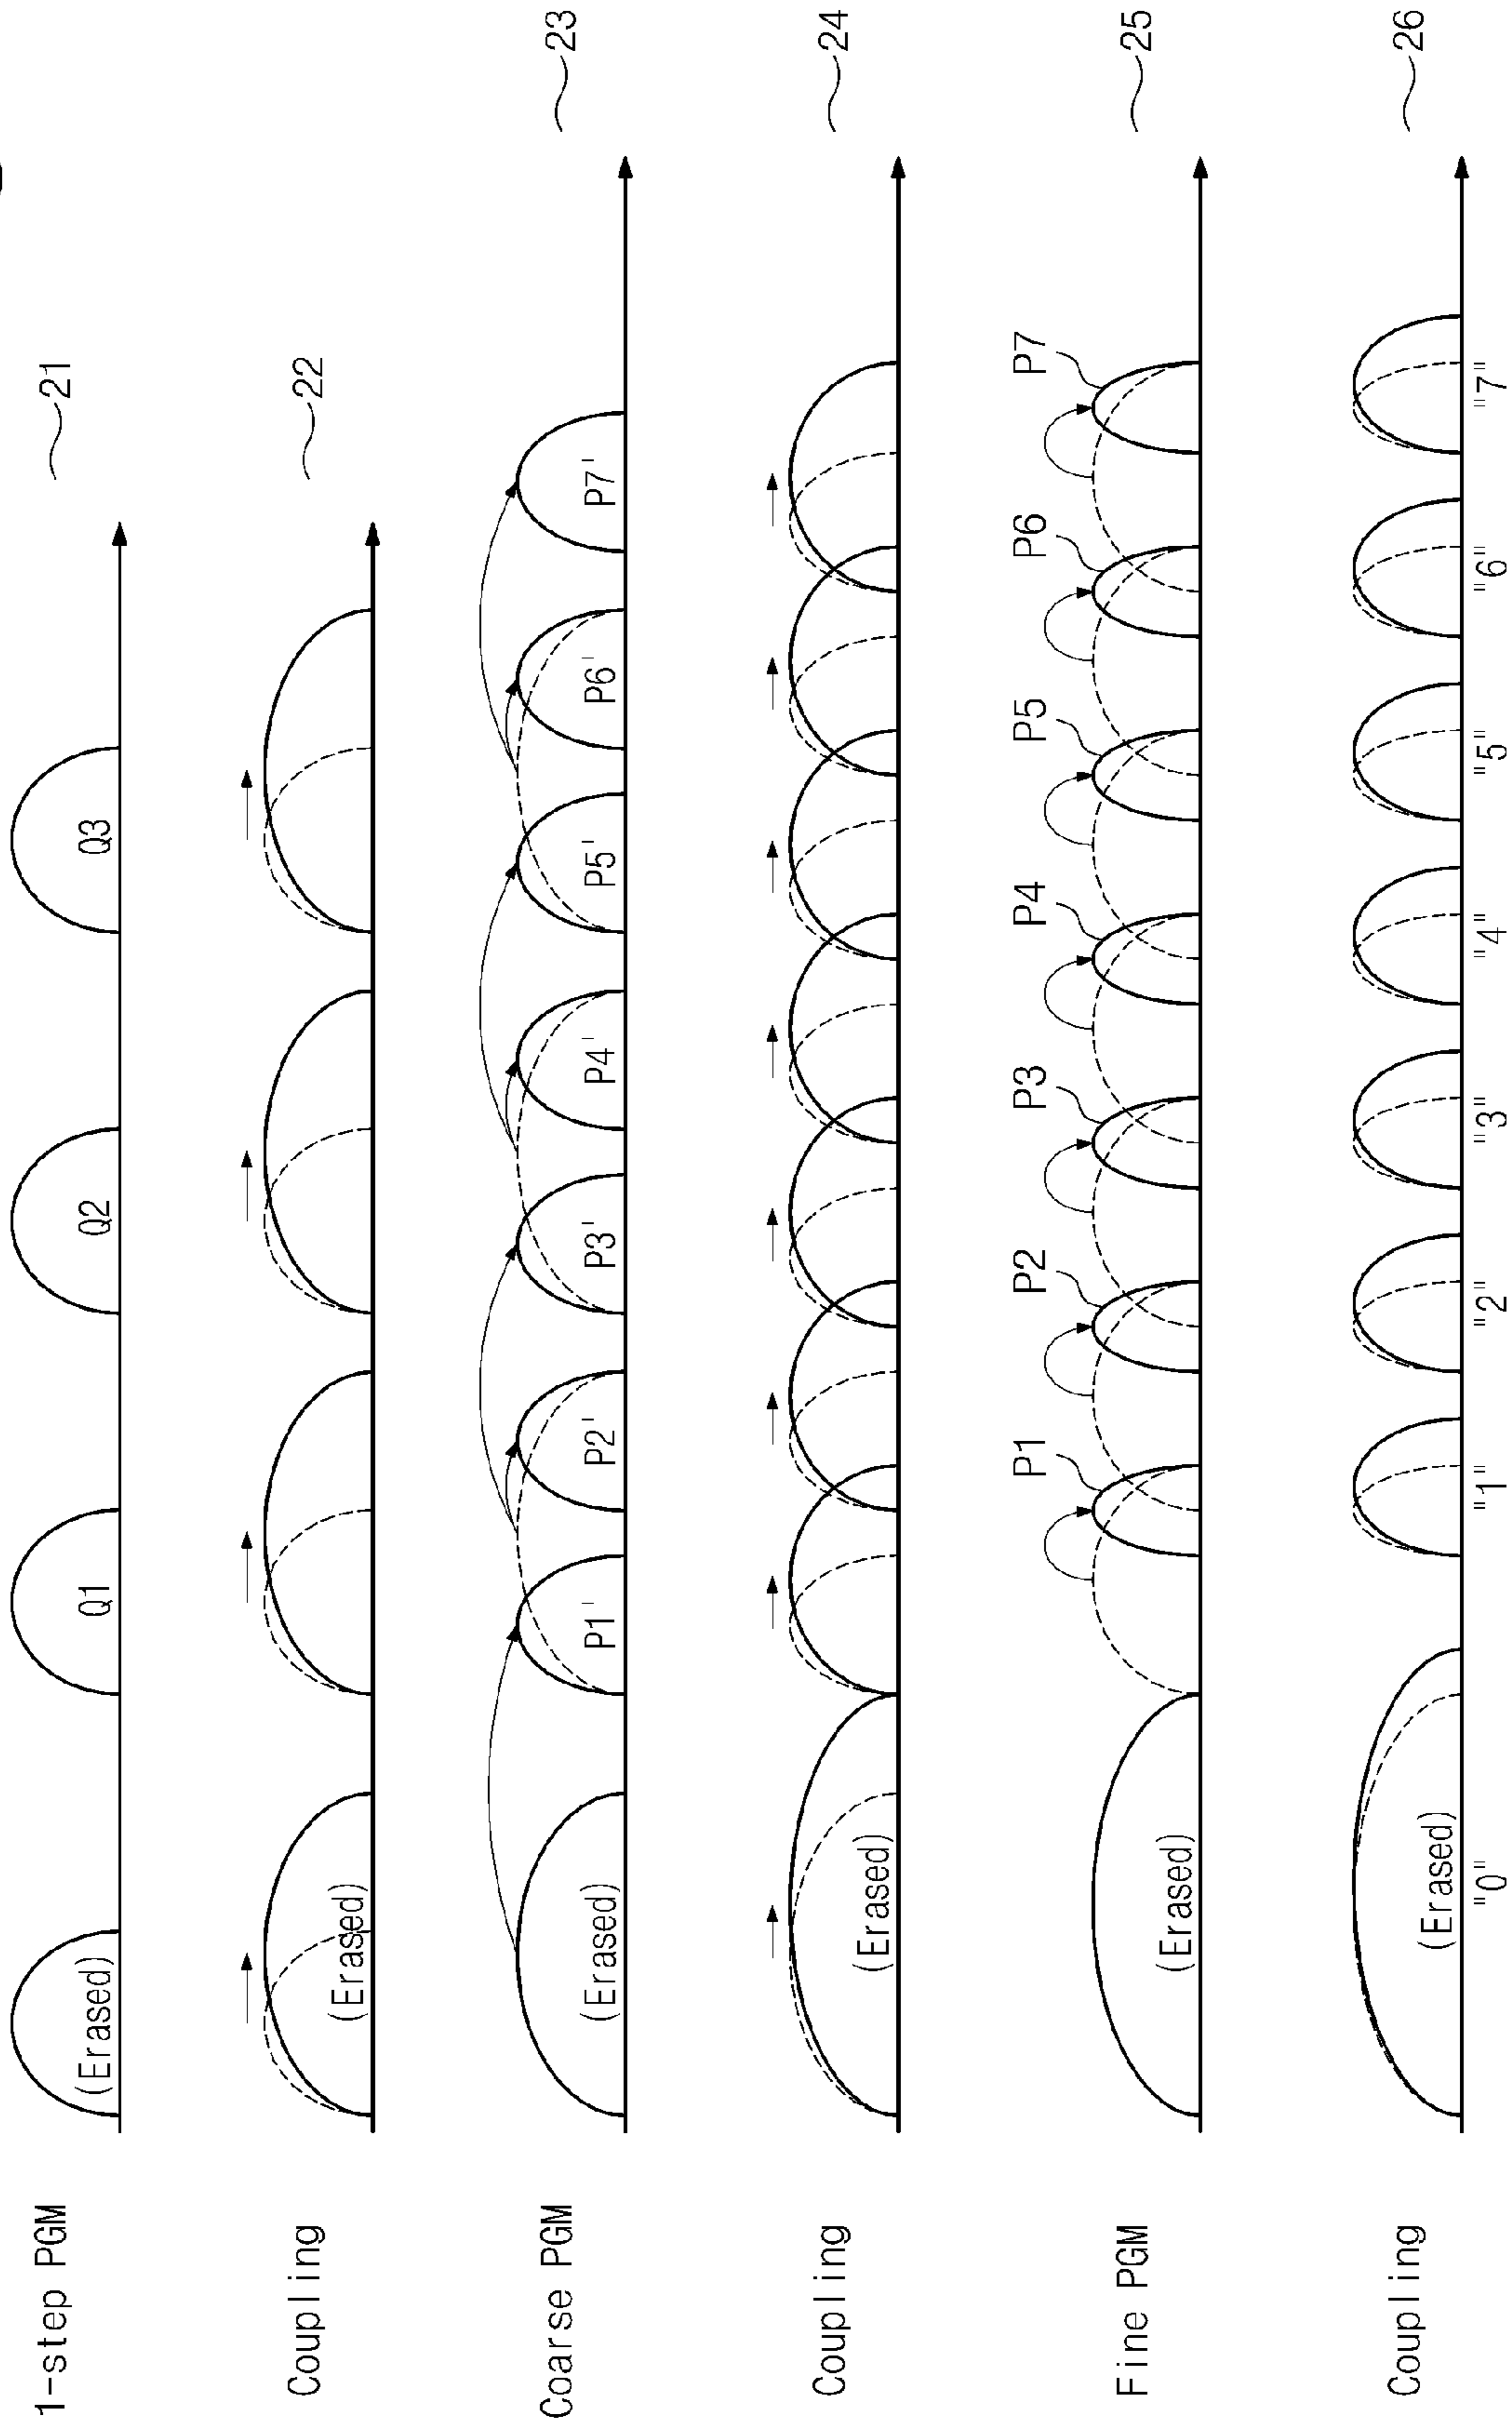 1-step PGM
(Erased)
Q1
Q2
Q3
21
Coupling
(Erased)
22
Coarse PGM
(Erased)
P1'
P2'
P3'
P4'
P5'
P6'
P7'
23
Coupling
(Erased)
24
Fine PGM
(Erased)
P1
P2
P3
P4
P5
P6
P7
25
Coupling
(Erased)
26
"0"
"1"
"2"
"3"
"4"
"5"
"6"
"7"